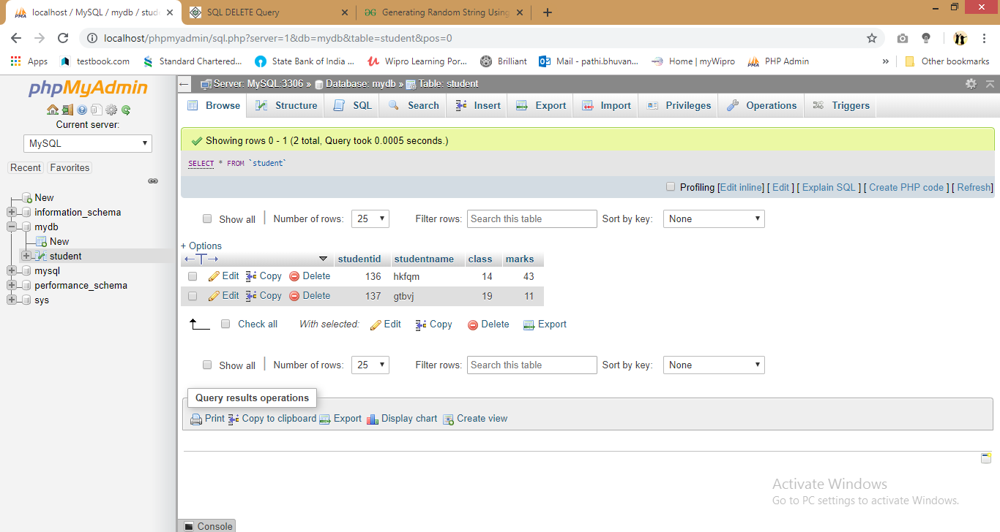 localhost / MySQL / mydb / stud
SQL DELETE Query
Generating Random String Using
localhost/phpmyadmin/sql.php?server=1&db=mydb&table=student&pos=0
Apps
testbook.com
Standard Chartered...
State Bank of India ...
Wipro Learning Por...
Brilliant
Mail - pathi.bhuvan...
Home | myWipro
PHP Admin
»
Other bookmarks
phpMyAdmin
Current server:
MySQL
Recent Favorites
New
information_schema
mydb
New
student
mysql
performance_schema
sys
Server: MySQL:3306 » Database: mydb » Table: student
Browse Structure SQL Search Insert Export Import Privileges Operations Triggers
Showing rows 0 - 1 (2 total, Query took 0.0005 seconds.)
SELECT * FROM `student`
Profiling [Edit inline] [ Edit ] [ Explain SQL ] [ Create PHP code ] [ Refresh]
Show all | Number of rows: 25 Filter rows: Search this table Sort by key: None
+ Options
←T→ studentid studentname class marks
Edit Copy Delete 136 hkfqm 14 43
Edit Copy Delete 137 gtbvj 19 11
Check all With selected: Edit Copy Delete Export
Show all | Number of rows: 25 Filter rows: Search this table Sort by key: None
Query results operations
Print Copy to clipboard Export Display chart Create view
Activate Windows
Go to PC settings to activate Windows.
Console